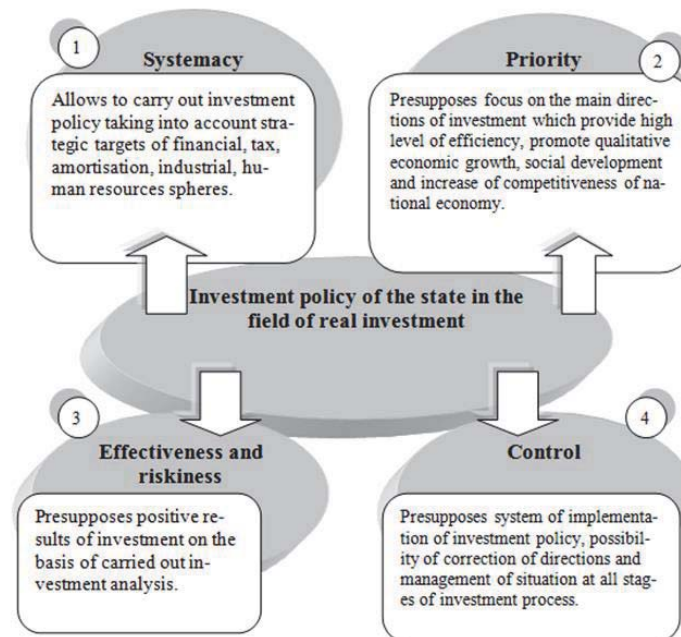 1
Systemacy
Allows to carry out investment
policy taking into account stra-
tegic targets of financial, tax,
amortisation, industrial, hu-
man resources spheres.
2
Priority
Presupposes focus on the main direc-
tions of investment which provide high
level of efficiency, promote qualitative
economic growth, social development
and increase of competitiveness of na-
tional economy.
Investment policy of the state in the
field of real investment
3
Effectiveness and
riskiness
Presupposes positive re-
sults of investment on the
basis of carried out in-
vestment analysis.
4
Control
Presupposes system of implementa-
tion of investment policy, possibil-
ity of correction of directions and
management of situation at all stag-
es of investment process.